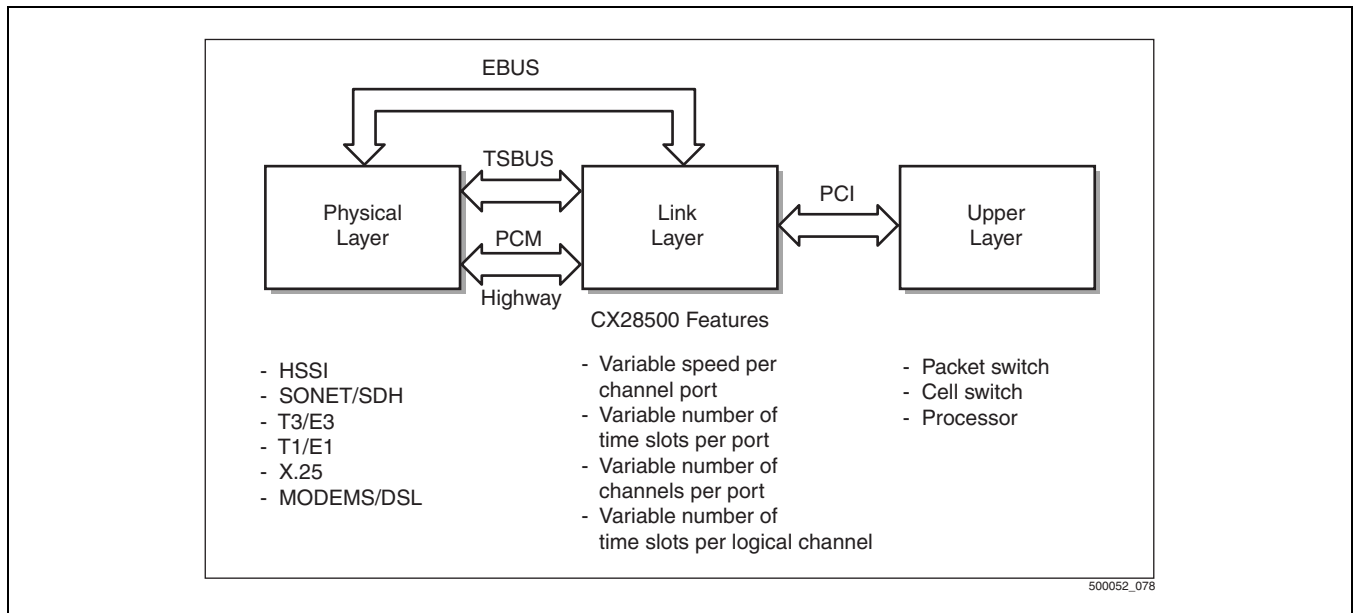 EBUS
TSBUS
PCI
Physical
Layer
Link
Layer
Upper
Layer
PCM
Highway
CX28500 Features
- HSSI
- SONET/SDH
- T3/E3
- T1/E1
- X.25
- MODEMS/DSL
- Variable speed per
channel port
- Variable number of
time slots per port
- Variable number of
channels per port
- Variable number of
time slots per logical channel
- Packet switch
- Cell switch
- Processor
500052_078